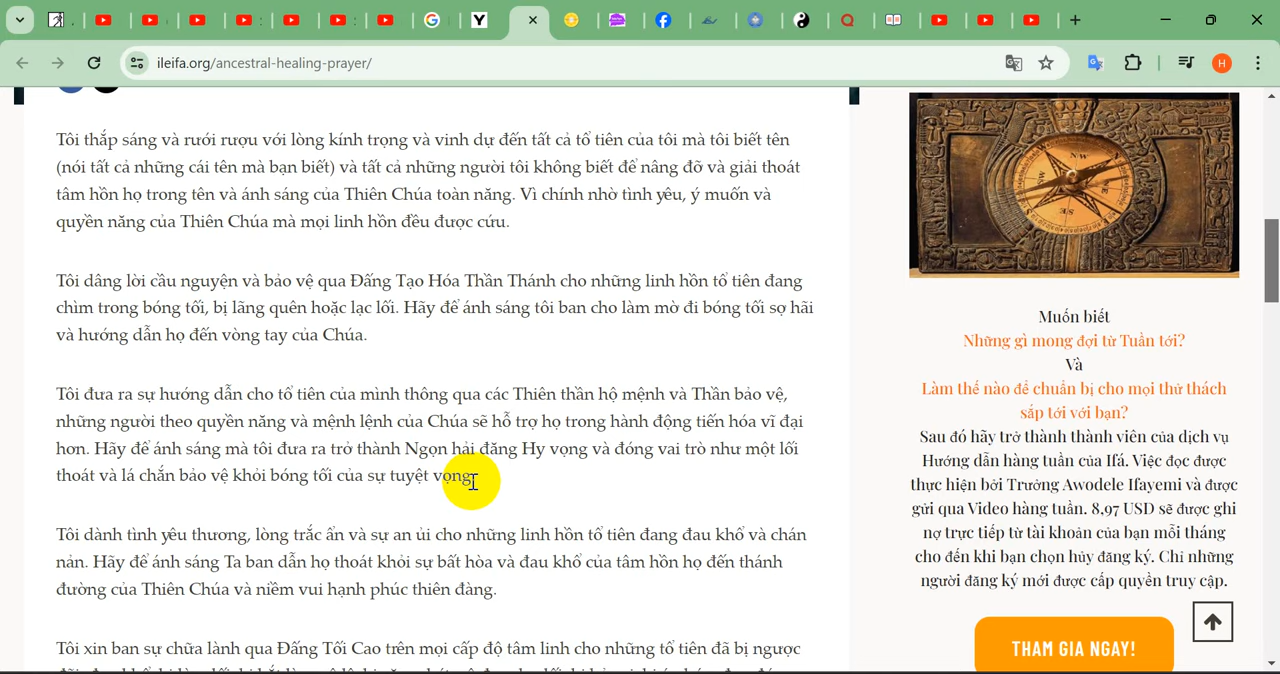 ileifa.org/ancestral-healing-prayer/
Tôi thắp sáng và rưới rượu với lòng kính trọng và vinh dự đến tất cả tổ tiên của tôi mà tôi biết tên
(nói tất cả những cái tên mà bạn biết) và tất cả những người tôi không biết để nâng đỡ và giải thoát
tâm hồn họ trong tên và ánh sáng của Thiên Chúa toàn năng. Vì chính nhờ tình yêu, ý muốn và
quyền năng của Thiên Chúa mà mọi linh hồn đều được cứu.
Tôi dâng lời cầu nguyện và bảo vệ qua Đấng Tạo Hóa Thần Thánh cho những linh hồn tổ tiên đang
chìm trong bóng tối, bị lãng quên hoặc lạc lối. Hãy để ánh sáng tôi ban cho làm mờ đi bóng tối sợ hãi
và hướng dẫn họ đến vòng tay của Chúa.
Tôi đưa ra sự hướng dẫn cho tổ tiên của mình thông qua các Thiên thần hộ mệnh và Thần bảo vệ,
những người theo quyền năng và mệnh lệnh của Chúa sẽ hỗ trợ họ trong hành động tiến hóa vĩ đại
hơn. Hãy để ánh sáng mà tôi đưa ra trở thành Ngọn hải đăng Hy vọng và đóng vai trò như một lối
thoát và lá chắn bảo vệ khỏi bóng tối của sự tuyệt vọng.
Tôi dành tình yêu thương, lòng trắc ẩn và sự an ủi cho những linh hồn tổ tiên đang đau khổ và chán
nản. Hãy để ánh sáng Ta ban dẫn họ thoát khỏi sự bất hòa và đau khổ của tâm hồn họ đến thánh
đường của Thiên Chúa và niềm vui hạnh phúc thiên đàng.
Tôi xin ban sự chữa lành qua Đấng Tối Cao trên mọi cấp độ tâm linh cho những tổ tiên đã bị ngược
N/W
N/E
S/W
S/E
Muốn biết
Những gì mong đợi từ Tuần tới?
Và
Làm thế nào để chuẩn bị cho mọi thử thách
sắp tới với bạn?
Sau đó hãy trở thành thành viên của dịch vụ
Hướng dẫn hàng tuần của Ifá. Việc đọc được
thực hiện bởi Trưởng Awodele Ifayemi và được
gửi qua Video hàng tuần. 8,97 USD sẽ được ghi
nợ trực tiếp từ tài khoản của bạn mỗi tháng
cho đến khi bạn chọn hủy đăng ký. Chỉ những
người đăng ký mới được cấp quyền truy cập.
THAM GIA NGAY!
H